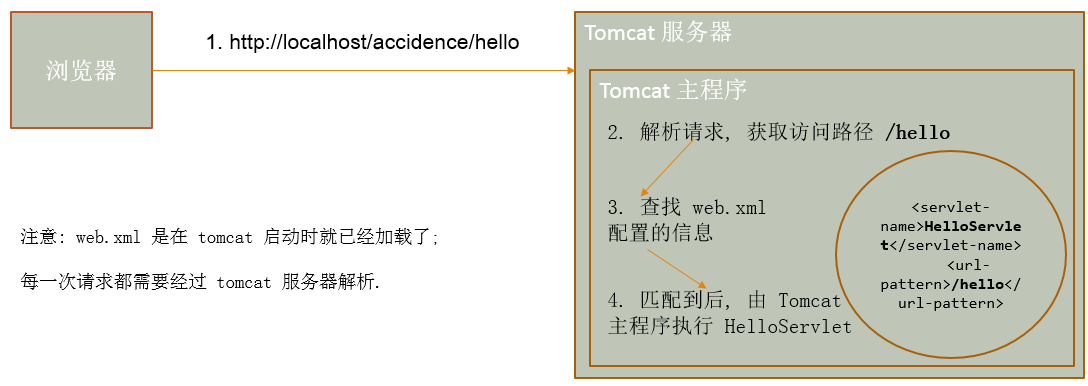 浏览器
1. http://localhost/accidence/hello
Tomcat 服务器
Tomcat 主程序
2. 解析请求, 获取访问路径 /hello
3. 查找 web.xml
配置的信息
4. 匹配到后, 由 Tomcat
主程序执行 HelloServlet
<servlet-
name>HelloServle
t</servlet-name>
<url-
pattern>/hello</
url-pattern>
注意: web.xml 是在 tomcat 启动时就已经加载了;
每一次请求都需要经过 tomcat 服务器解析.